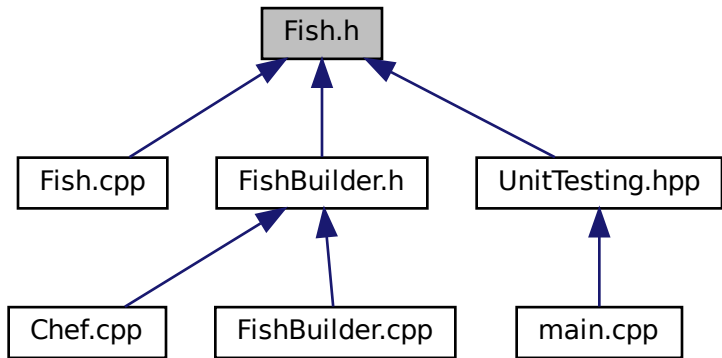 Fish.h
Fish.cpp
FishBuilder.h
UnitTesting.hpp
Chef.cpp
FishBuilder.cpp
main.cpp